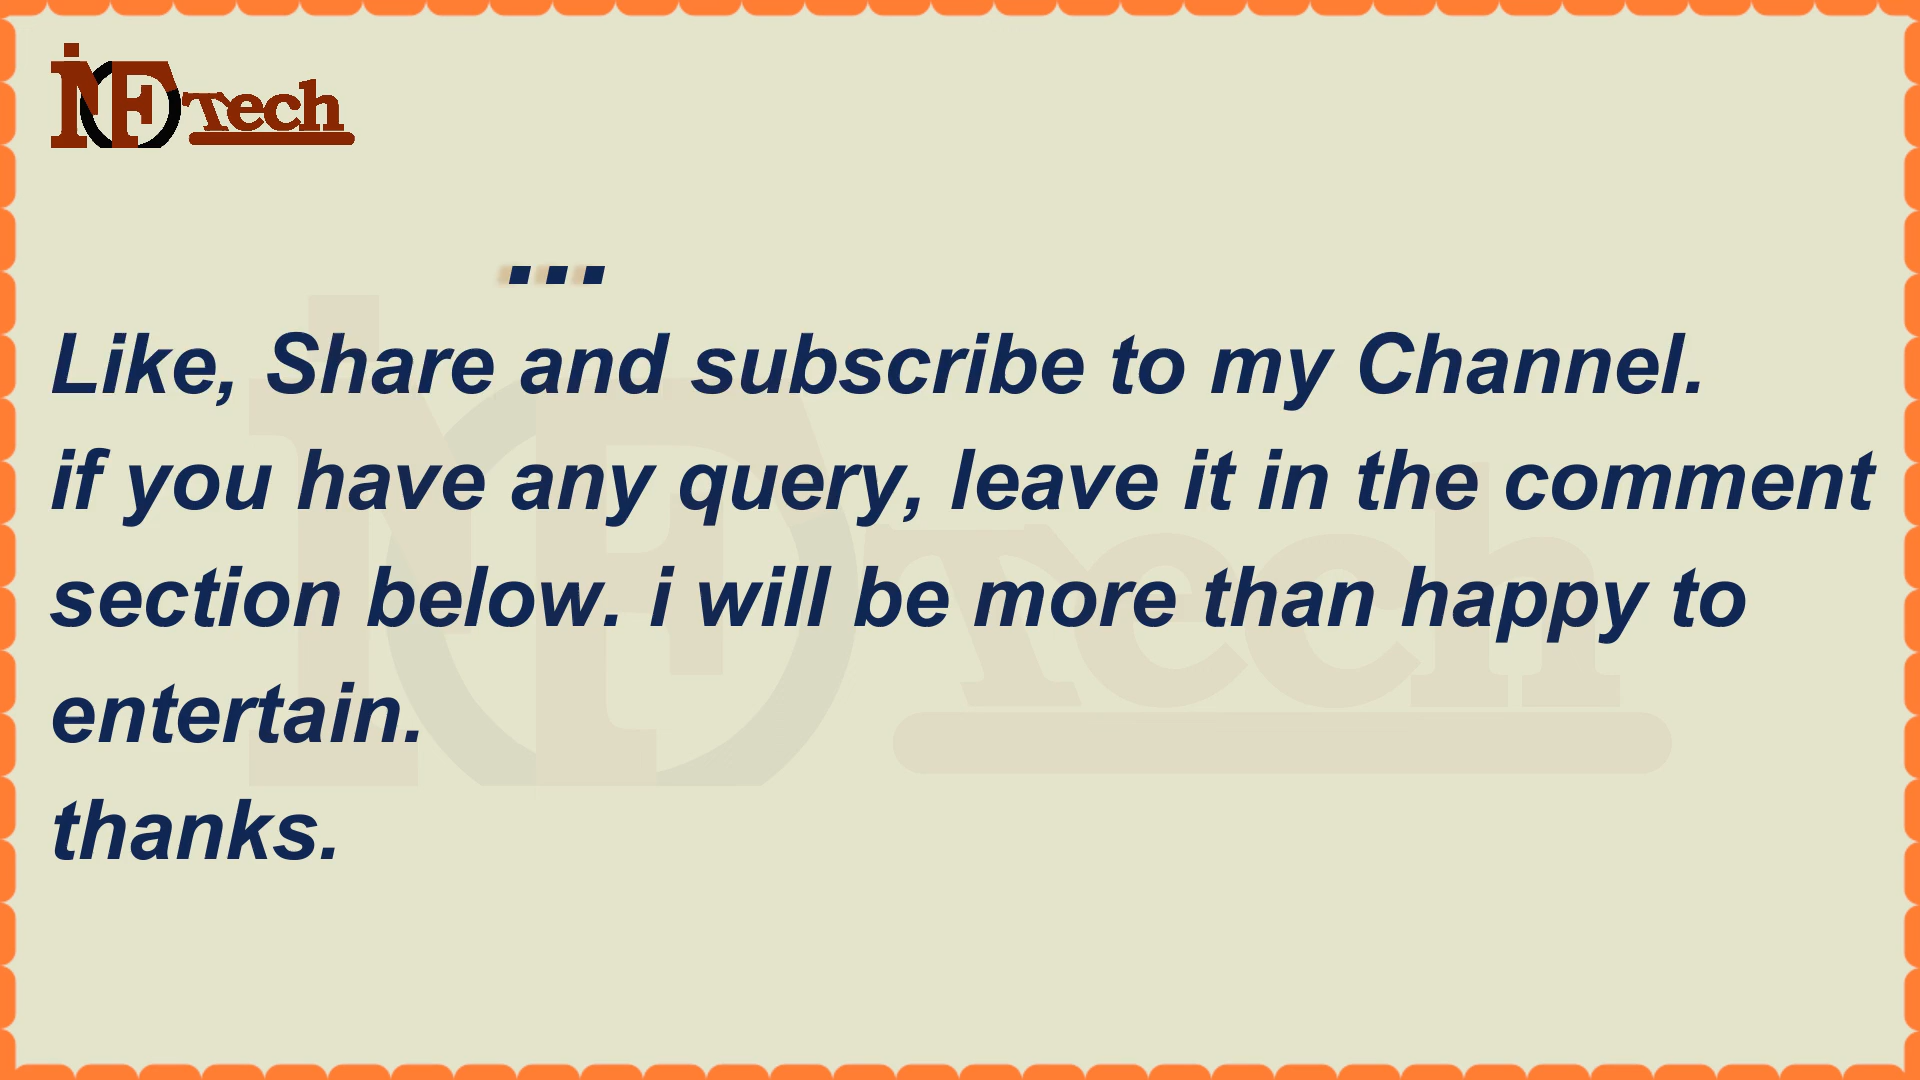 iNFOTech
...
Like, Share and subscribe to my Channel.
if you have any query, leave it in the comment
section below. i will be more than happy to
entertain.
thanks.